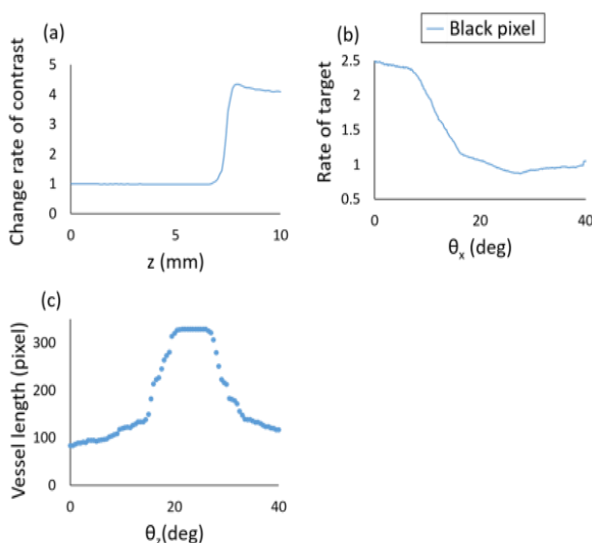 (a)
Change rate of contrast
5
4
3
2
1
0
0 5 10
z (mm)
(b)
Black pixel
Rate of target
2.5
2
1.5
1
0.5
0 20 40
θx (deg)
(c)
Vessel length (pixel)
300
200
100
0
0 20 40
θz(deg)